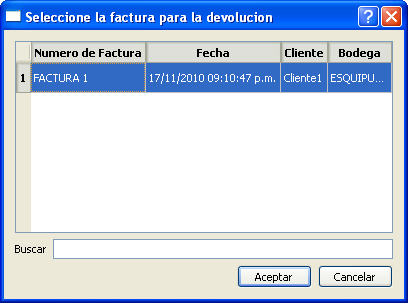 Seleccione la factura para la devolucion
Numero de Factura Fecha Cliente Bodega
1 FACTURA 1 17/11/2010 09:10:47 p.m. Cliente1 ESQUIPU...
Buscar
Aceptar Cancelar